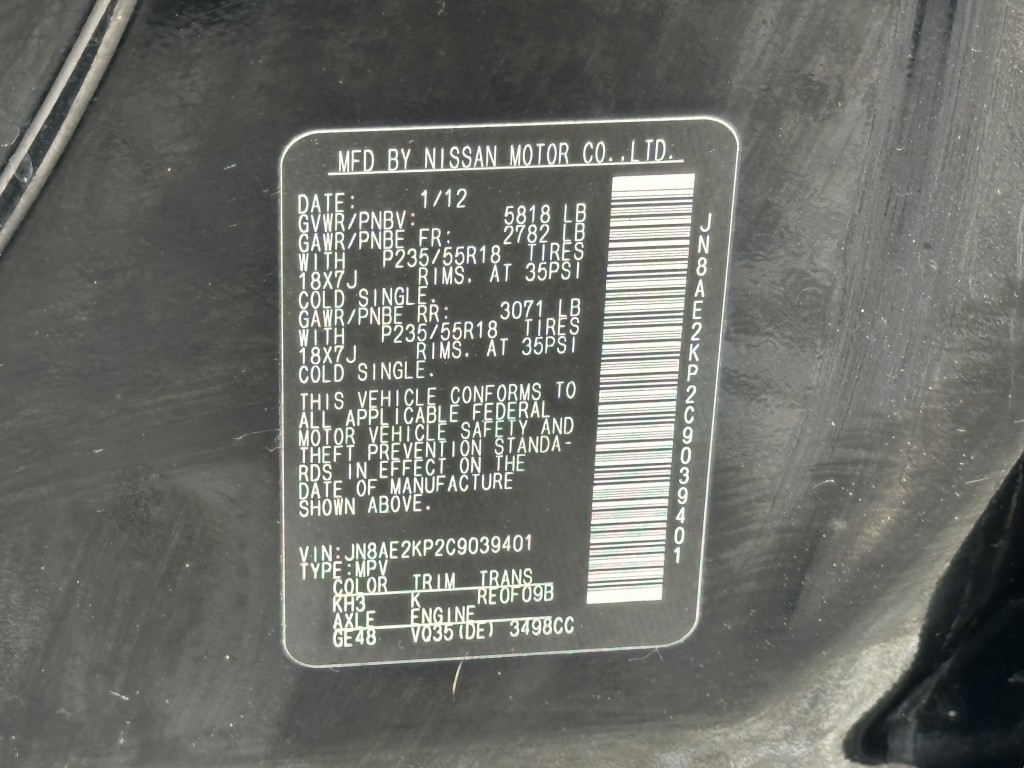 MFD BY NISSAN MOTOR CO.,LTD.
DATE: 1/12
GVWR/PNBV: 5818 LB
GAWR/PNBE FR: 2782 LB
WITH P235/55R18 TIRES
18X7J RIMS. AT 35PSI
COLD SINGLE.
GAWR/PNBE RR: 3071 LB
WITH P235/55R18 TIRES
18X7J RIMS. AT 35PSI
COLD SINGLE.
THIS VEHICLE CONFORMS TO
ALL APPLICABLE FEDERAL
MOTOR VEHICLE SAFETY AND
THEFT PREVENTION STANDA-
RDS IN EFFECT ON THE
DATE OF MANUFACTURE
SHOWN ABOVE.
VIN:JN8AE2KP2C9039401
TYPE:MPV
COLOR TRIM TRANS
KH3 K RE0F09B
AXLE ENGINE
GE48 VQ35(DE) 3498CC
JN8AE2KP2C9039401